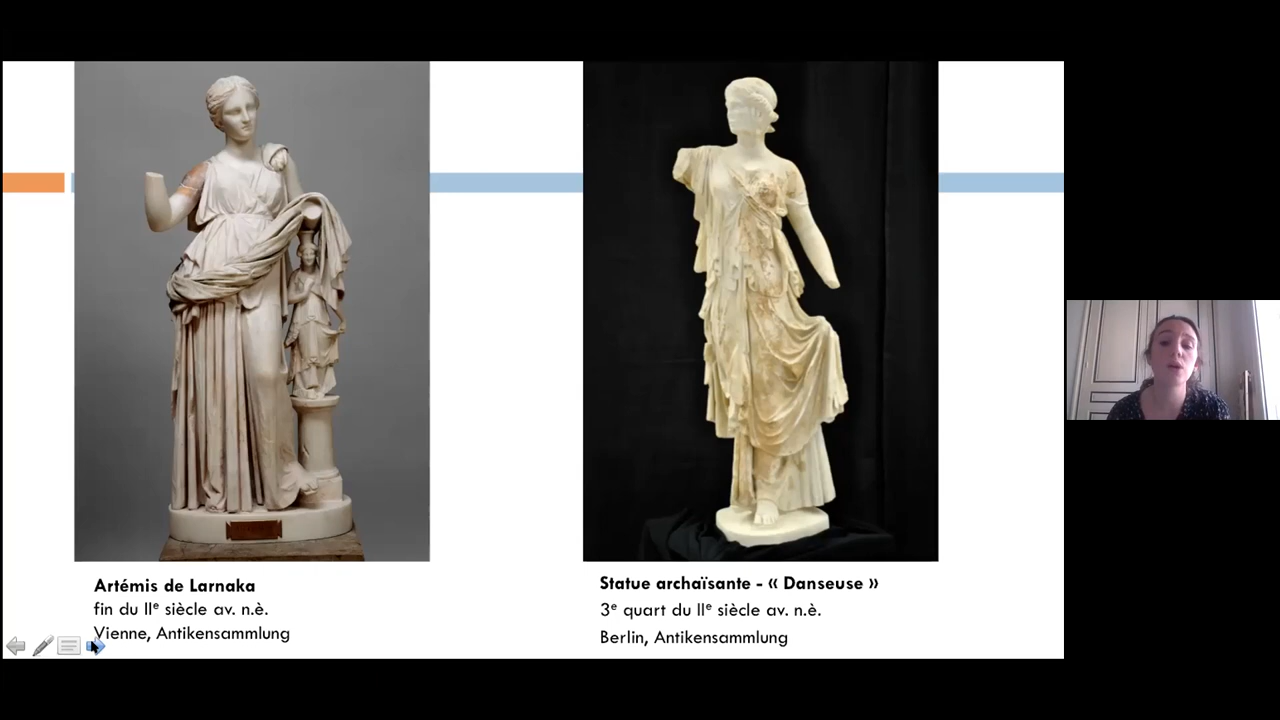 Artémis de Larnaka
fin du IIᵉ siècle av. n.è.
Vienne, Antikensammlung
Statue archaïsante - « Danseuse »
3ᵉ quart du IIᵉ siècle av. n.è.
Berlin, Antikensammlung